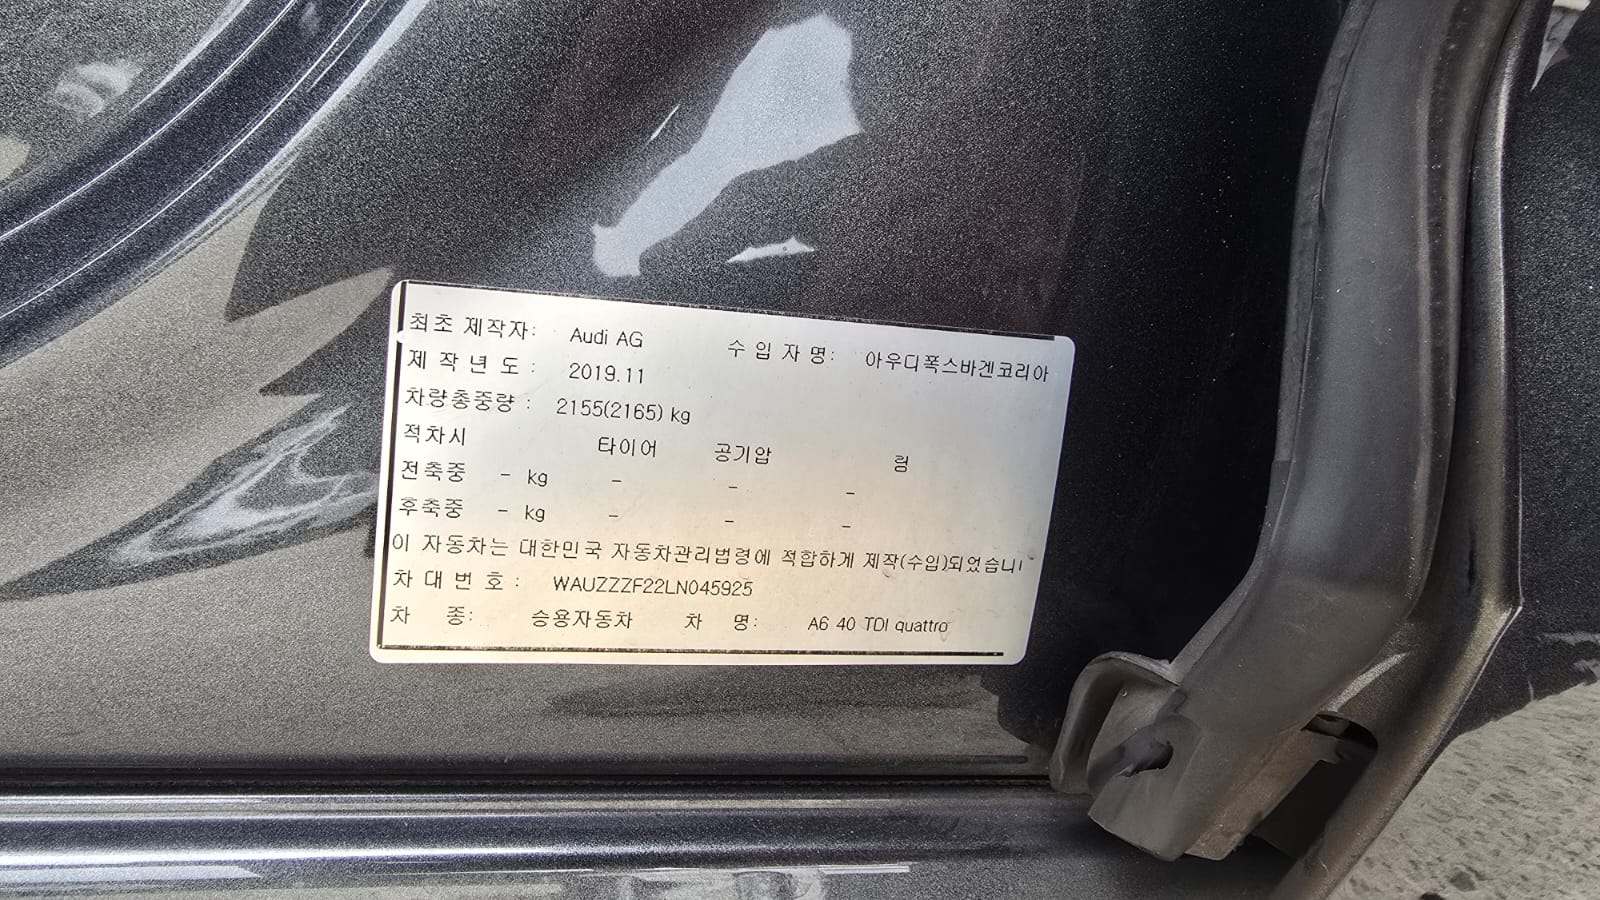 최초 제작자: Audi AG 수 입 자 명: 아우디폭스바겐코리아
제 작 년 도 : 2019.11
차량총중량 : 2155(2165) kg
적차시 타이어 공기압 림
전축중 - kg - - -
후축중 - kg - - -
이 자동차는 대한민국 자동차관리법령에 적합하게 제작(수입)되었습니
차 대 번 호 : WAUZZZF22LN045925
차 종: 승용자동차 차 명: A6 40 TDI quattro